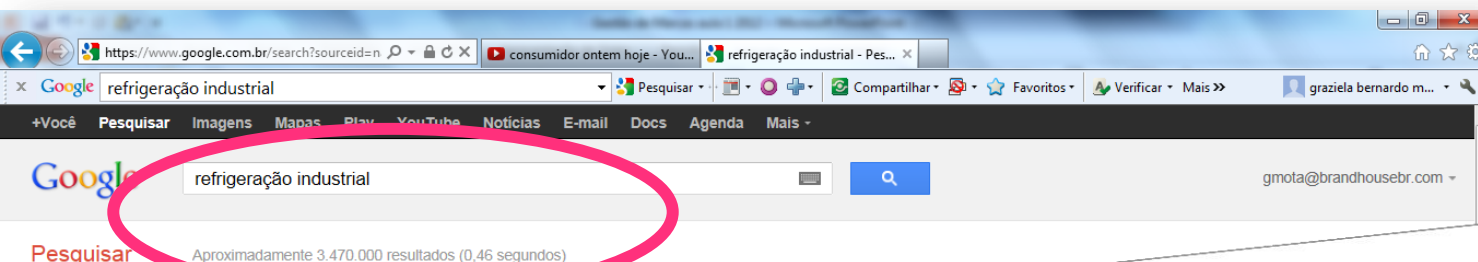 https://www.google.com.br/search?sourceid=n
consumidor ontem hoje - You...
refrigeração industrial - Pes...
x Google refrigeração industrial Pesquisar Compartilhar Favoritos Verificar Mais >> graziela bernardo m...
+Você Pesquisar Imagens Mapas Play YouTube Notícias E-mail Docs Agenda Mais
Google refrigeração industrial gmota@brandhousebr.com
Pesquisar Aproximadamente 3.470.000 resultados (0,46 segundos)